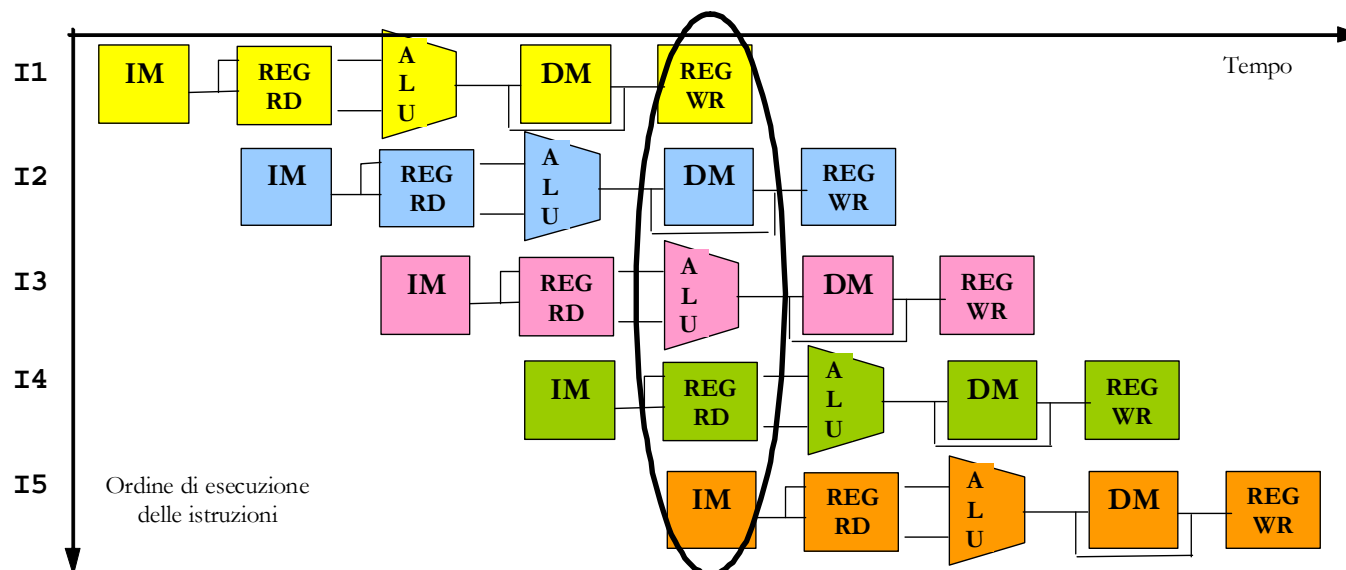 Tempo
I1
IM
REG
RD
A
L
U
DM
REG
WR
I2
IM
REG
RD
A
L
U
DM
REG
WR
I3
IM
REG
RD
A
L
U
DM
REG
WR
I4
IM
REG
RD
A
L
U
DM
REG
WR
I5
IM
REG
RD
A
L
U
DM
REG
WR
Ordine di esecuzione
delle istruzioni